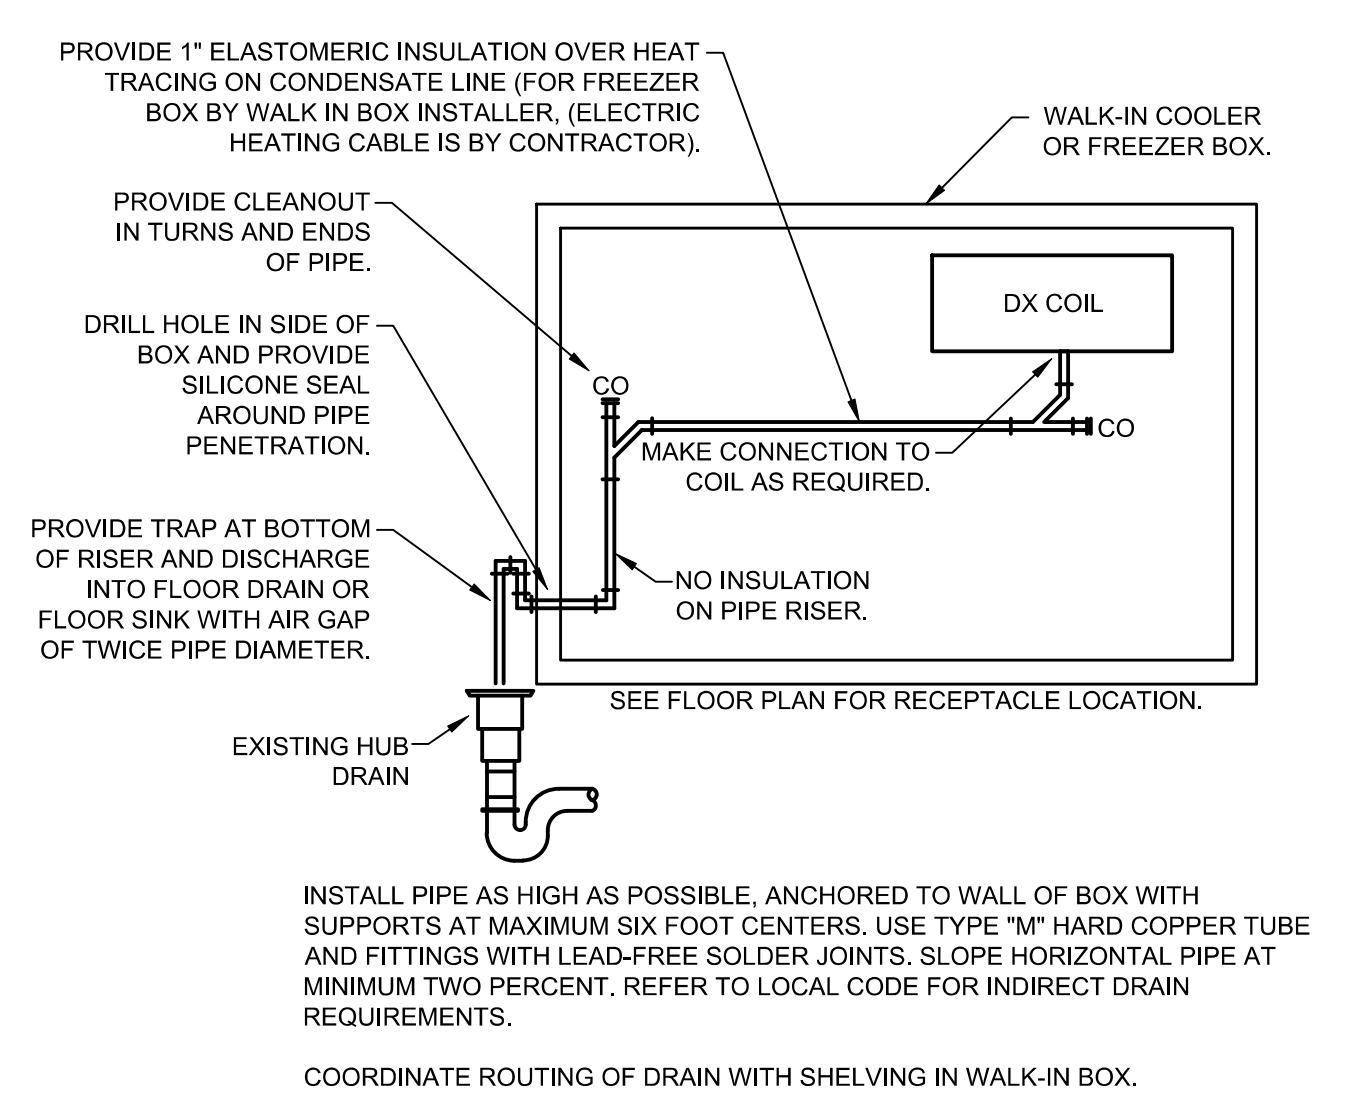 PROVIDE 1" ELASTOMERIC INSULATION OVER HEAT
TRACING ON CONDENSATE LINE (FOR FREEZER
BOX BY WALK IN BOX INSTALLER, (ELECTRIC
HEATING CABLE IS BY CONTRACTOR).
WALK-IN COOLER
OR FREEZER BOX.
PROVIDE CLEANOUT
IN TURNS AND ENDS
OF PIPE.
DX COIL
DRILL HOLE IN SIDE OF
BOX AND PROVIDE
SILICONE SEAL
AROUND PIPE
PENETRATION.
CO
CO
MAKE CONNECTION TO
COIL AS REQUIRED.
PROVIDE TRAP AT BOTTOM
OF RISER AND DISCHARGE
INTO FLOOR DRAIN OR
FLOOR SINK WITH AIR GAP
OF TWICE PIPE DIAMETER.
NO INSULATION
ON PIPE RISER.
SEE FLOOR PLAN FOR RECEPTACLE LOCATION.
EXISTING HUB
DRAIN
INSTALL PIPE AS HIGH AS POSSIBLE, ANCHORED TO WALL OF BOX WITH
SUPPORTS AT MAXIMUM SIX FOOT CENTERS. USE TYPE "M" HARD COPPER TUBE
AND FITTINGS WITH LEAD-FREE SOLDER JOINTS. SLOPE HORIZONTAL PIPE AT
MINIMUM TWO PERCENT. REFER TO LOCAL CODE FOR INDIRECT DRAIN
REQUIREMENTS.
COORDINATE ROUTING OF DRAIN WITH SHELVING IN WALK-IN BOX.